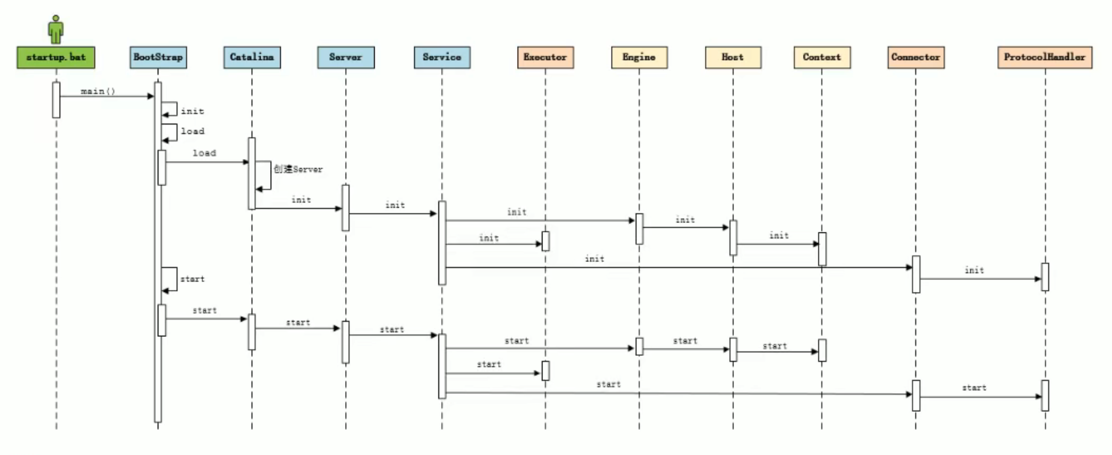 startup.bat
BootStrap
Catalina
Server
Service
Executor
Engine
Host
Context
Connector
ProtocolHandler
main()
init
load
load
创建Server
init
init
init
init
init
init
init
init
start
start
start
start
start
start
start
start
start
start